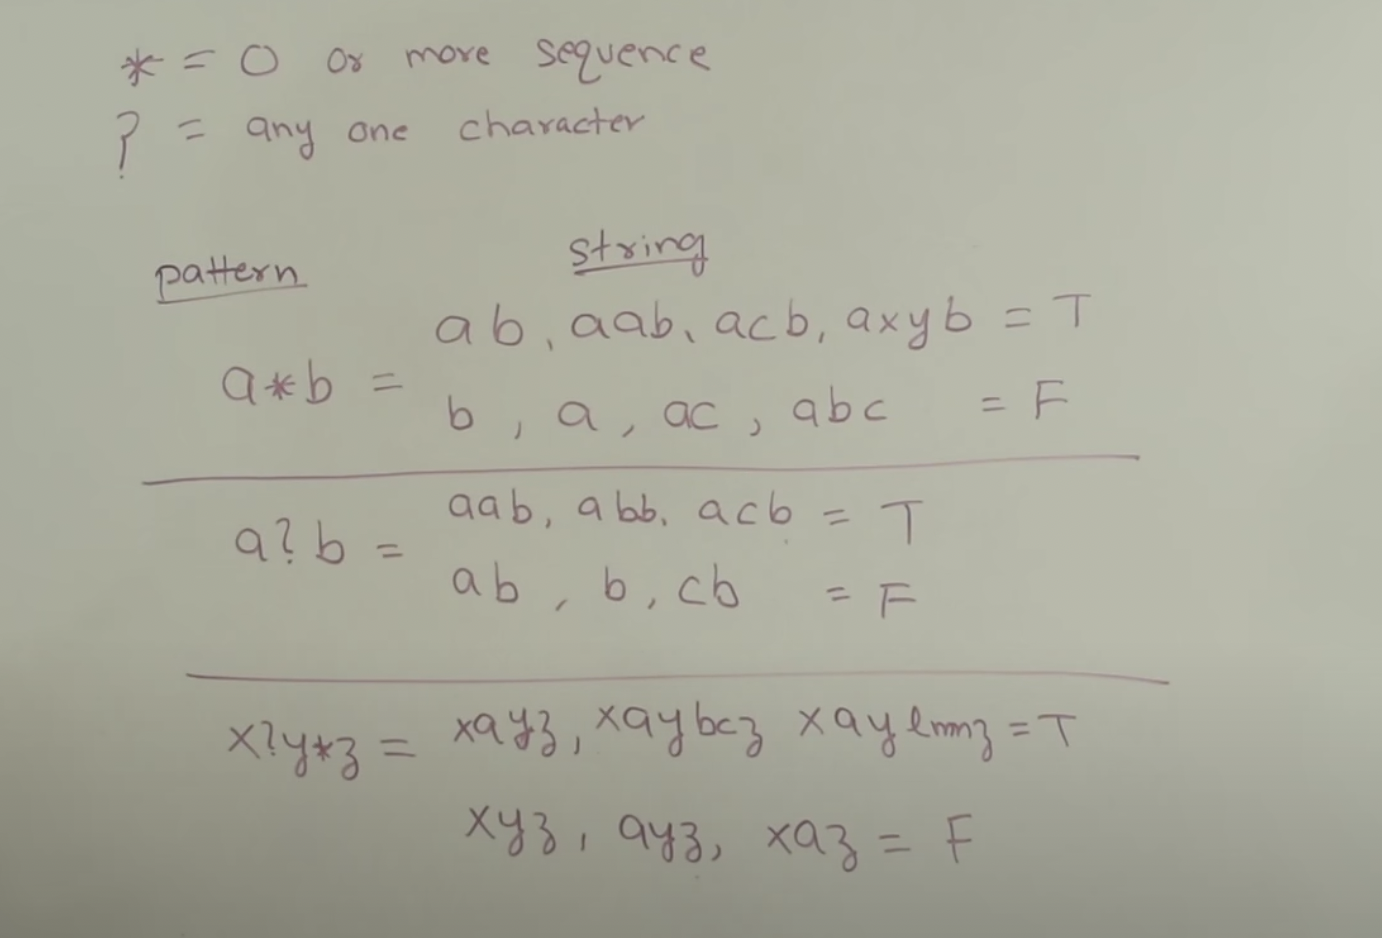 * = 0 or more sequence
? = any one character
pattern string
ab, aab, acb, axyb = T
a*b =
b, a, ac, abc = F
aab, abb, acb = T
a?b =
ab, b, cb = F
x?y*z = xayz, xaybcz xaylmnz = T
xyz, ayz, xaz = F